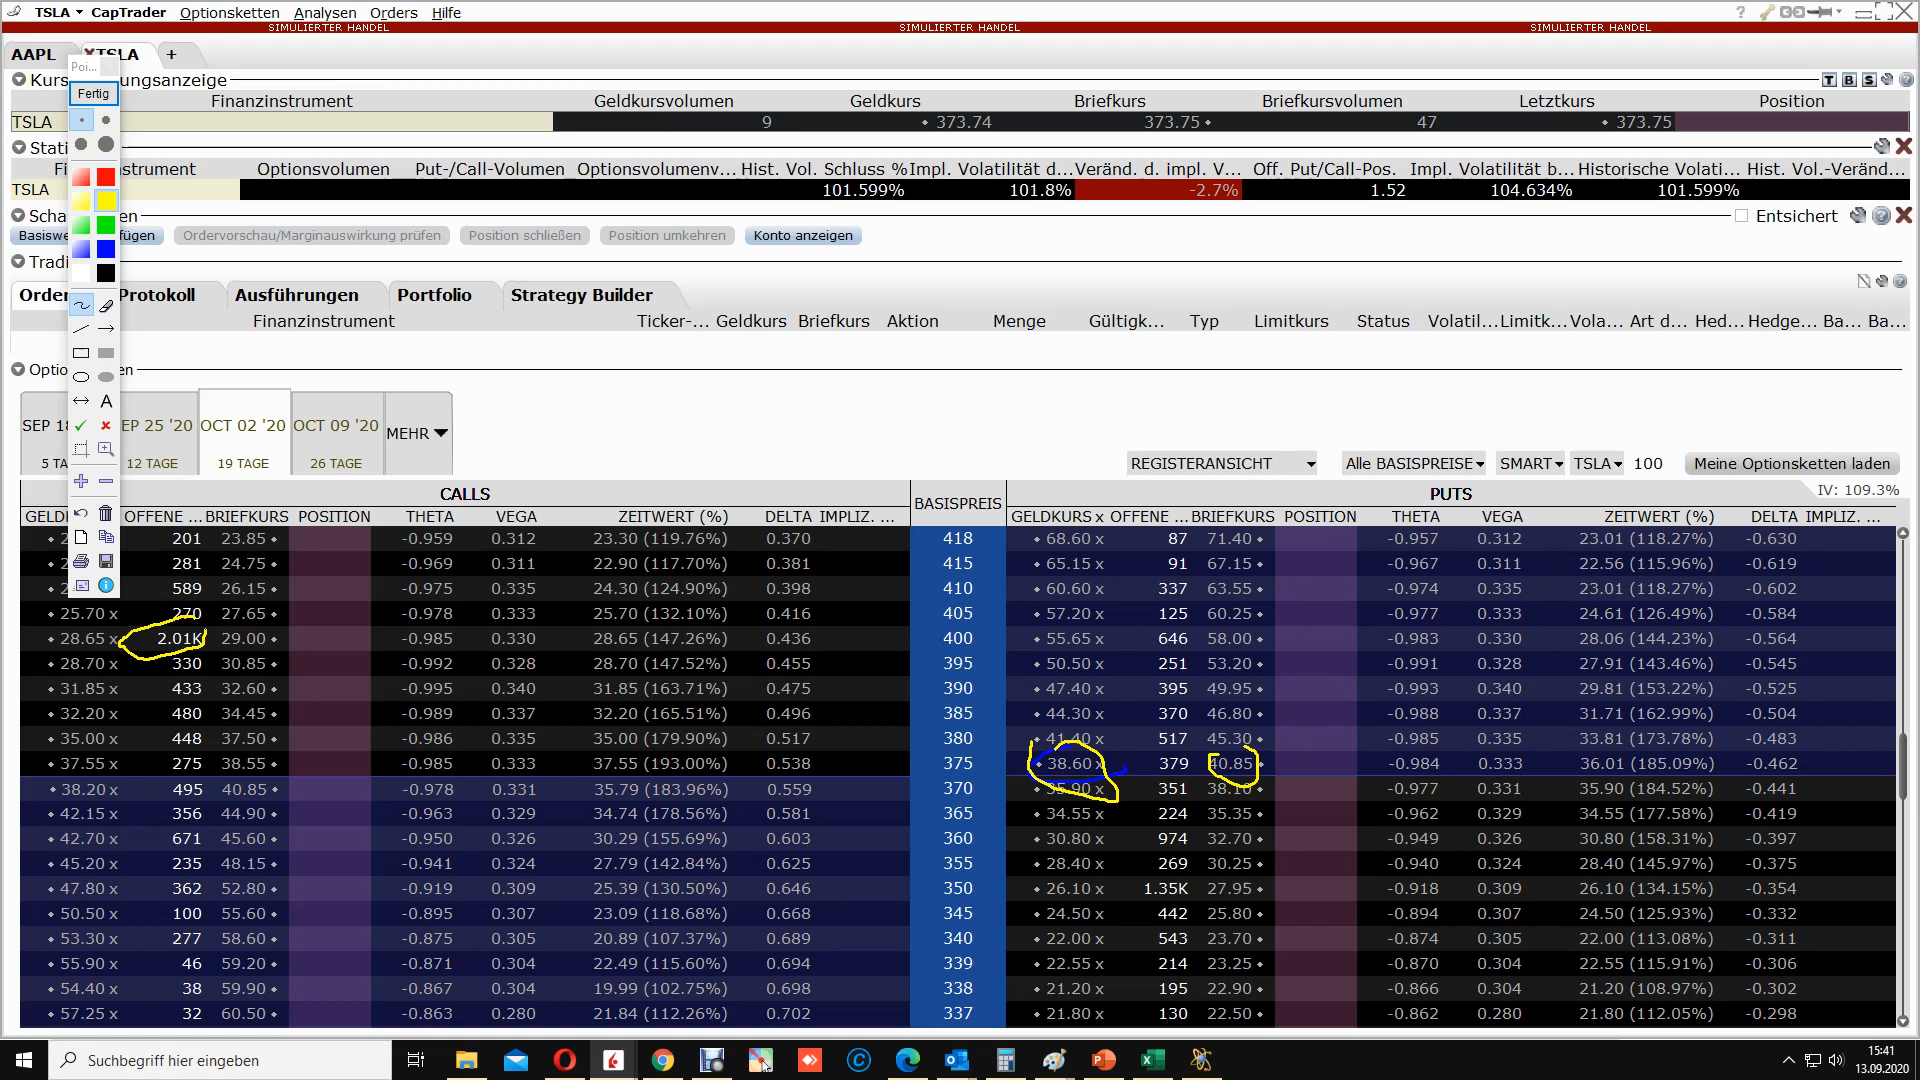 TSLA CapTrader Optionsketten Analysen Orders Hilfe
SIMULIERTER HANDEL SIMULIERTER HANDEL SIMULIERTER HANDEL
AAPL TSLA +
Poi...
Kurs ungungsanzeige T B S
Fertig
Finanzinstrument Geldkursvolumen Geldkurs Briefkurs Briefkursvolumen Letztkurs Position
TSLA 9 373.74 373.75 47 373.75
Stati
Fi strument Optionsvolumen Put-/Call-Volumen Optionsvolumenv... Hist. Vol. Schluss % Impl. Volatilität d... Veränd. d. impl. V... Off. Put/Call-Pos. Impl. Volatilität b... Historische Volati... Hist. Vol.-Veränd...
TSLA 101.599% 101.8% -2.7% 1.52 104.634% 101.599%
Scha en Entsichert
Basiswe fügen Ordervorschau/Marginauswirkung prüfen Position schließen Position umkehren Konto anzeigen
Tradi
Order Protokoll Ausführungen Portfolio Strategy Builder
Finanzinstrument Ticker-... Geldkurs Briefkurs Aktion Menge Gültigk... Typ Limitkurs Status Volatil... Limitk... Vola... Art d... Hed... Hedge... Ba... Ba...
Optio en
SEP 18 EP 25 '20 OCT 02 '20 OCT 09 '20 MEHR
5 TA 12 TAGE 19 TAGE 26 TAGE
REGISTERANSICHT Alle BASISPREISE SMART TSLA 100 Meine Optionsketten laden
CALLS BASISPREIS PUTS IV: 109.3%
GELD OFFENE ... BRIEFKURS POSITION THETA VEGA ZEITWERT (%) DELTA IMPLIZ. ... GELDKURS x OFFENE ... BRIEFKURS POSITION THETA VEGA ZEITWERT (%) DELTA IMPLIZ. ...
2 201 23.85 -0.959 0.312 23.30 (119.76%) 0.370 418 68.60 x 87 71.40 -0.957 0.312 23.01 (118.27%) -0.630
2 281 24.75 -0.969 0.311 22.90 (117.70%) 0.381 415 65.15 x 91 67.15 -0.967 0.311 22.56 (115.96%) -0.619
2 589 26.15 -0.975 0.335 24.30 (124.90%) 0.398 410 60.60 x 337 63.55 -0.974 0.335 23.01 (118.27%) -0.602
25.70 x 270 27.65 -0.978 0.333 25.70 (132.10%) 0.416 405 57.20 x 125 60.25 -0.977 0.333 24.61 (126.49%) -0.584
28.65 x 2.01K 29.00 -0.985 0.330 28.65 (147.26%) 0.436 400 55.65 x 646 58.00 -0.983 0.330 28.06 (144.23%) -0.564
28.70 x 330 30.85 -0.992 0.328 28.70 (147.52%) 0.455 395 50.50 x 251 53.20 -0.991 0.328 27.91 (143.46%) -0.545
31.85 x 433 32.60 -0.995 0.340 31.85 (163.71%) 0.475 390 47.40 x 395 49.95 -0.993 0.340 29.81 (153.22%) -0.525
32.20 x 480 34.45 -0.989 0.337 32.20 (165.51%) 0.496 385 44.30 x 370 46.80 -0.988 0.337 31.71 (162.99%) -0.504
35.00 x 448 37.50 -0.986 0.335 35.00 (179.90%) 0.517 380 41.40 x 517 45.30 -0.985 0.335 33.81 (173.78%) -0.483
37.55 x 275 38.55 -0.985 0.333 37.55 (193.00%) 0.538 375 38.60 x 379 40.85 -0.984 0.333 36.01 (185.09%) -0.462
38.20 x 495 40.85 -0.978 0.331 35.79 (183.96%) 0.559 370 35.90 x 351 38.10 -0.977 0.331 35.90 (184.52%) -0.441
42.15 x 356 44.90 -0.963 0.329 34.74 (178.56%) 0.581 365 34.55 x 224 35.35 -0.962 0.329 34.55 (177.58%) -0.419
42.70 x 671 45.60 -0.950 0.326 30.29 (155.69%) 0.603 360 30.80 x 974 32.70 -0.949 0.326 30.80 (158.31%) -0.397
45.20 x 235 48.15 -0.941 0.324 27.79 (142.84%) 0.625 355 28.40 x 269 30.25 -0.940 0.324 28.40 (145.97%) -0.375
47.80 x 362 52.80 -0.919 0.309 25.39 (130.50%) 0.646 350 26.10 x 1.35K 27.95 -0.918 0.309 26.10 (134.15%) -0.354
50.50 x 100 55.60 -0.895 0.307 23.09 (118.68%) 0.668 345 24.50 x 442 25.80 -0.894 0.307 24.50 (125.93%) -0.332
53.30 x 277 58.60 -0.875 0.305 20.89 (107.37%) 0.689 340 22.00 x 543 23.70 -0.874 0.305 22.00 (113.08%) -0.311
55.90 x 46 59.20 -0.871 0.304 22.49 (115.60%) 0.694 339 22.55 x 214 23.25 -0.870 0.304 22.55 (115.91%) -0.306
54.40 x 38 59.90 -0.867 0.304 19.99 (102.75%) 0.698 338 21.20 x 195 22.90 -0.866 0.304 21.20 (108.97%) -0.302
57.25 x 32 60.50 -0.863 0.280 21.84 (112.26%) 0.702 337 21.80 x 130 22.50 -0.862 0.280 21.80 (112.05%) -0.298
Suchbegriff hier eingeben
15:41
13.09.2020